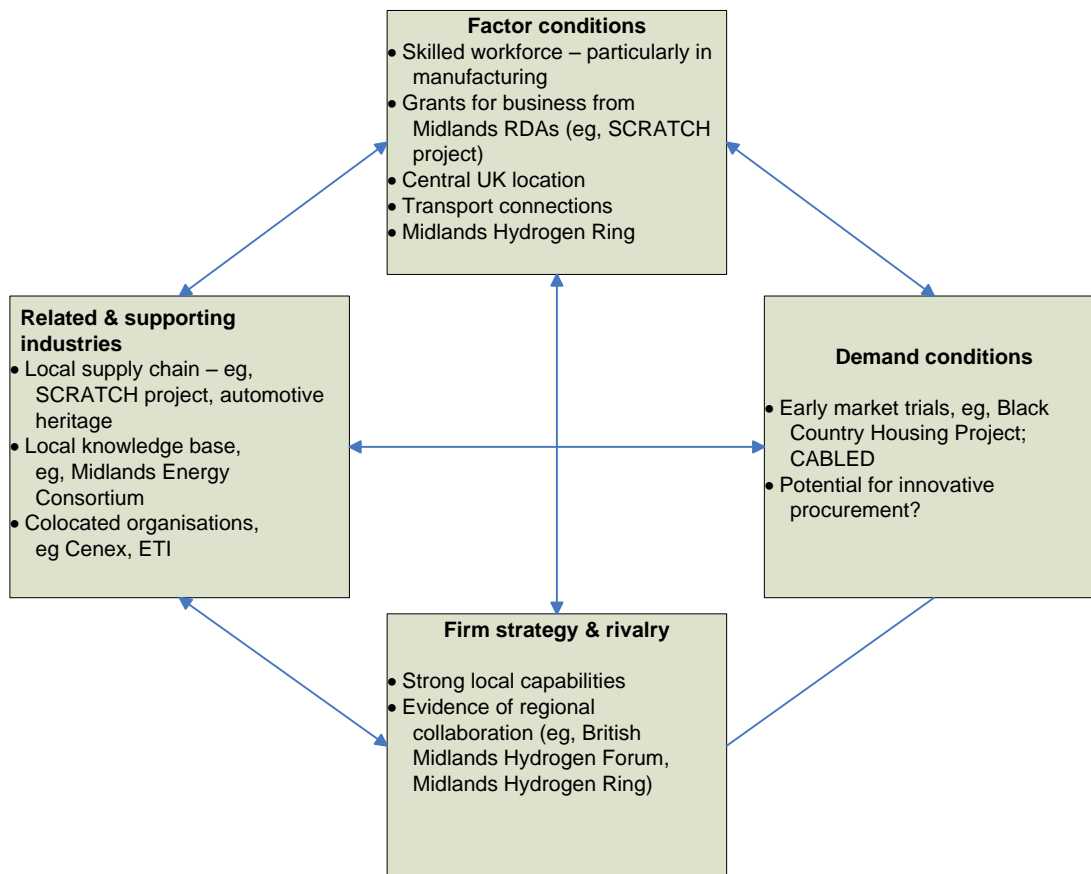 Factor conditions
• Skilled workforce – particularly in
manufacturing
• Grants for business from
Midlands RDAs (eg, SCRATCH
project)
• Central UK location
• Transport connections
• Midlands Hydrogen Ring
Related & supporting
industries
• Local supply chain – eg,
SCRATCH project, automotive
heritage
• Local knowledge base,
eg, Midlands Energy
Consortium
• Colocated organisations,
eg Cenex, ETI
Demand conditions
• Early market trials, eg, Black
Country Housing Project;
CABLED
• Potential for innovative
procurement?
Firm strategy & rivalry
• Strong local capabilities
• Evidence of regional
collaboration (eg, British
Midlands Hydrogen Forum,
Midlands Hydrogen Ring)